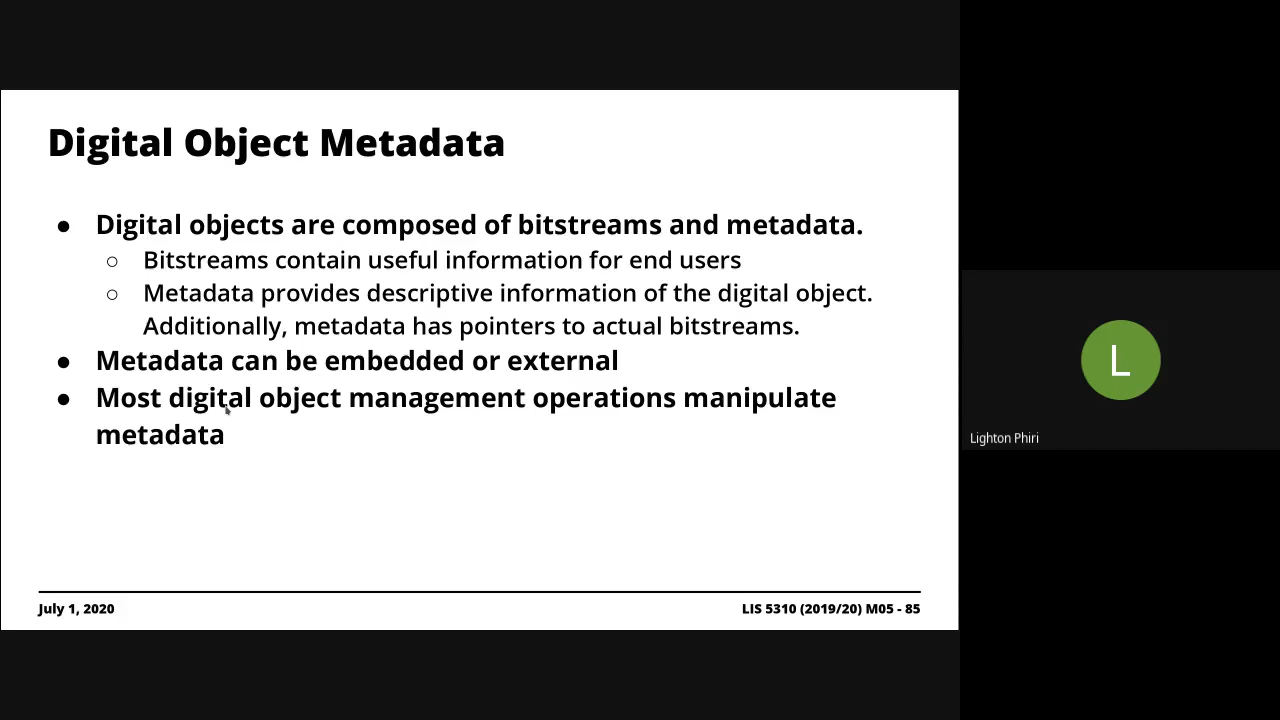 Digital Object Metadata
● Digital objects are composed of bitstreams and metadata.
○ Bitstreams contain useful information for end users
○ Metadata provides descriptive information of the digital object.
Additionally, metadata has pointers to actual bitstreams.
● Metadata can be embedded or external
● Most digital object management operations manipulate
metadata
July 1, 2020
LIS 5310 (2019/20) M05 - 85
L
Lighton Phiri